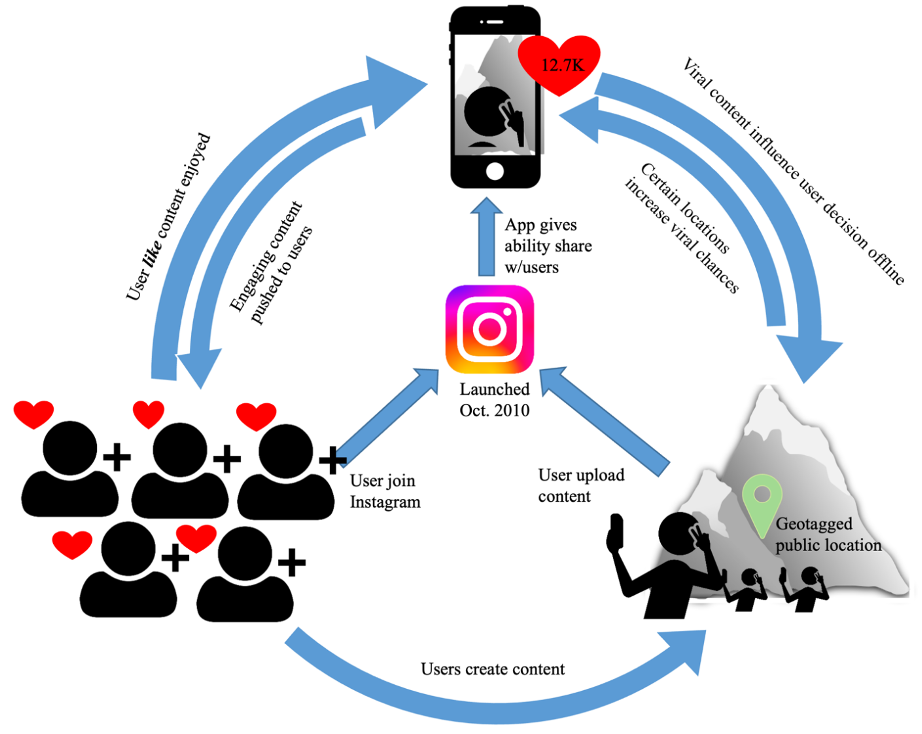 12.7K
Viral content influence user decision offline
Certain locations
increase viral chances
User like content enjoyed
Engaging content
pushed to users
App gives
ability share
w/users
Launched
Oct. 2010
User join
Instagram
User upload
content
Geotagged
public location
Users create content